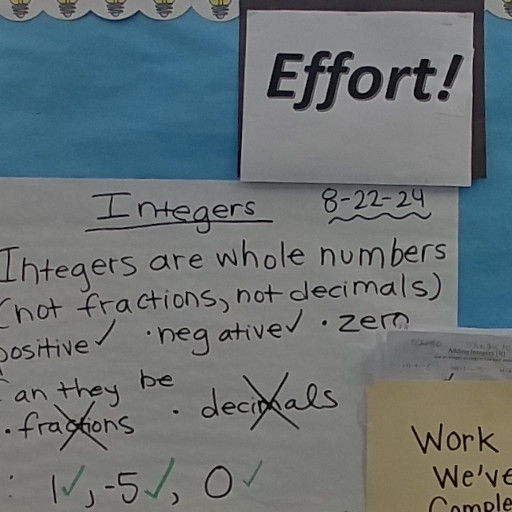 Effort!
Integers 8-22-24
Integers are whole numbers
(not fractions, not decimals)
positive ✓ · negative ✓ · zero
Can they be
· fractions · decimals
: 1✓, -5✓, 0✓
Adding Integers
Work
We've
Comple